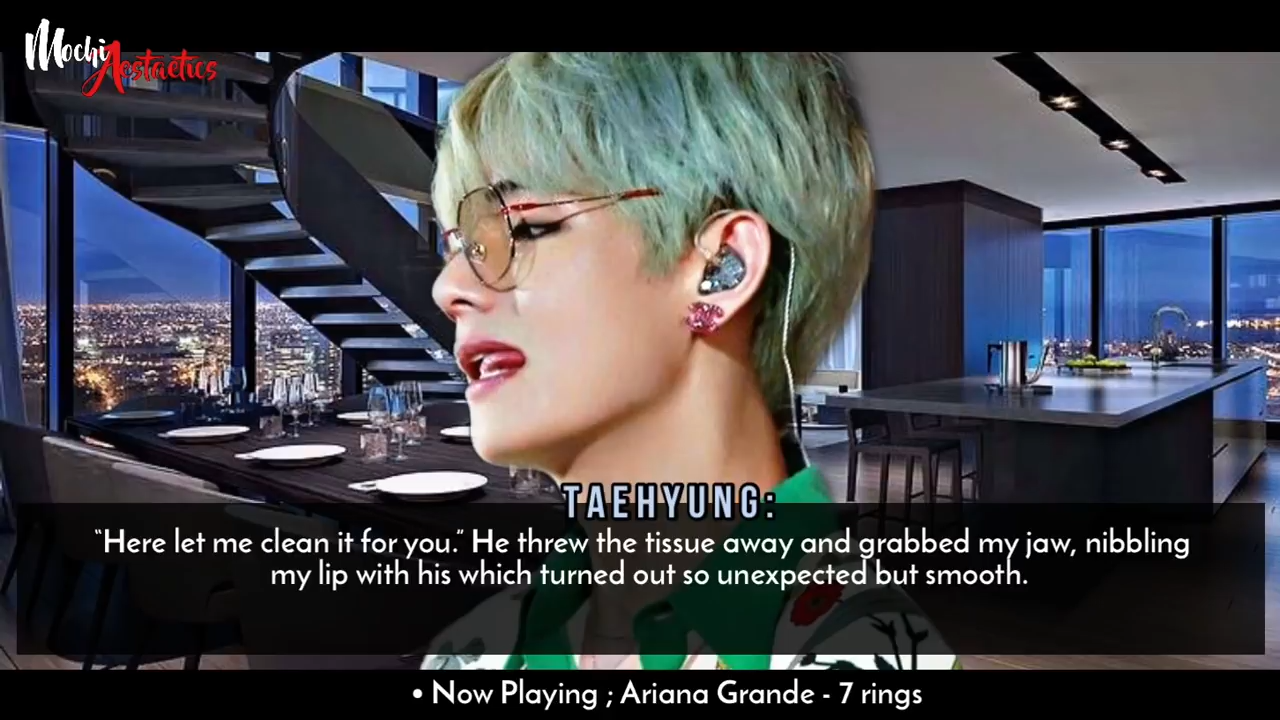 Mochi
Aestaetics
TAEHYUNG:
“Here let me clean it for you.” He threw the tissue away and grabbed my jaw, nibbling
my lip with his which turned out so unexpected but smooth.
• Now Playing ; Ariana Grande - 7 rings